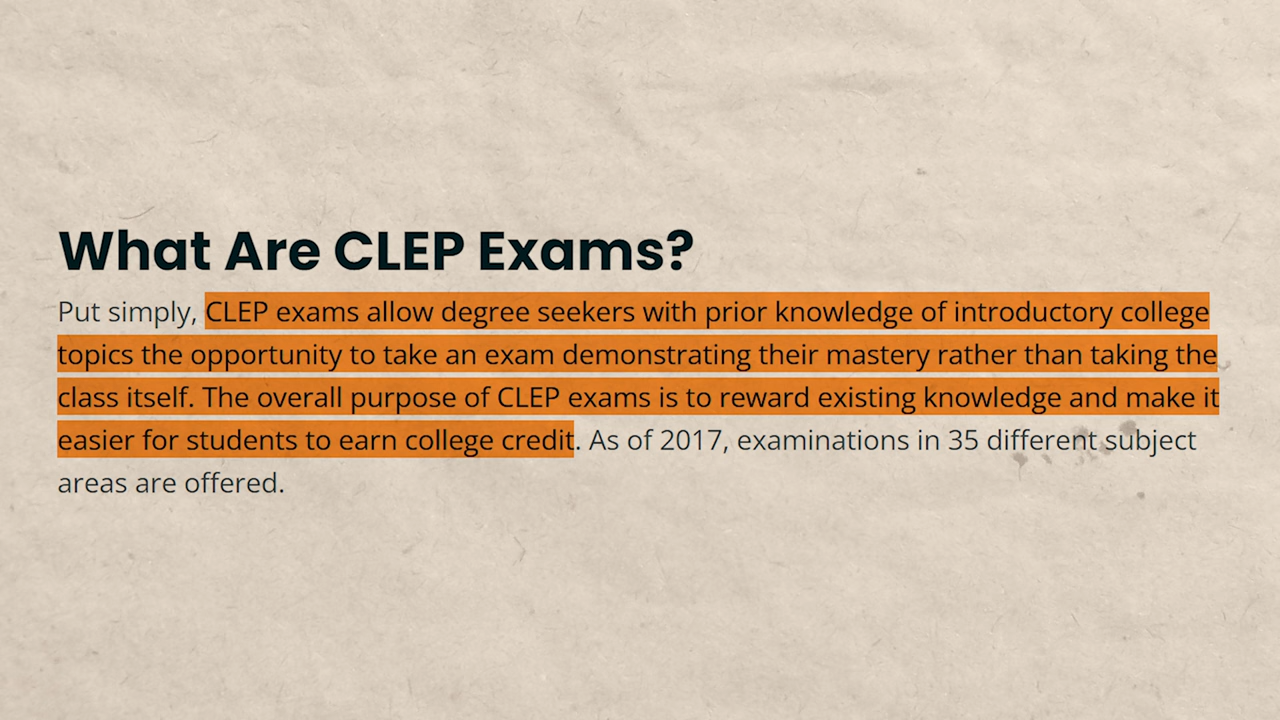 What Are CLEP Exams?
Put simply, CLEP exams allow degree seekers with prior knowledge of introductory college
topics the opportunity to take an exam demonstrating their mastery rather than taking the
class itself. The overall purpose of CLEP exams is to reward existing knowledge and make it
easier for students to earn college credit. As of 2017, examinations in 35 different subject
areas are offered.